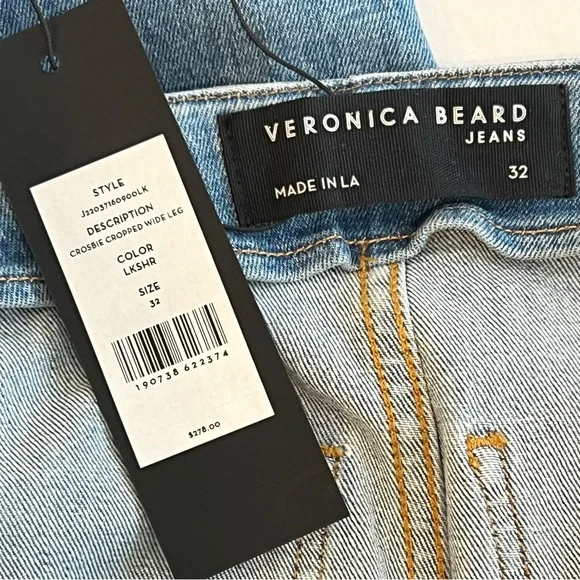 STYLE
J2203716090OLK
DESCRIPTION
CROSBIE CROPPED WIDE LEG
COLOR
LKSHR
SIZE
32
190738 622374
$278.00
VERONICA BEARD
JEANS
MADE IN LA
32